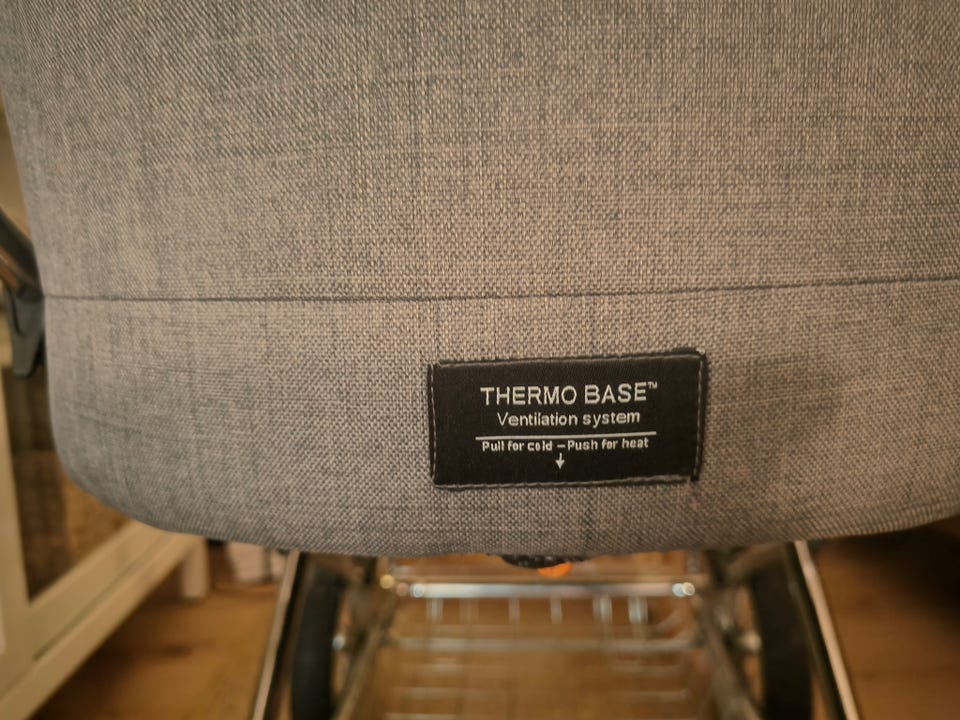 THERMO BASE™
Ventilation system
Pull for cold – Push for heat